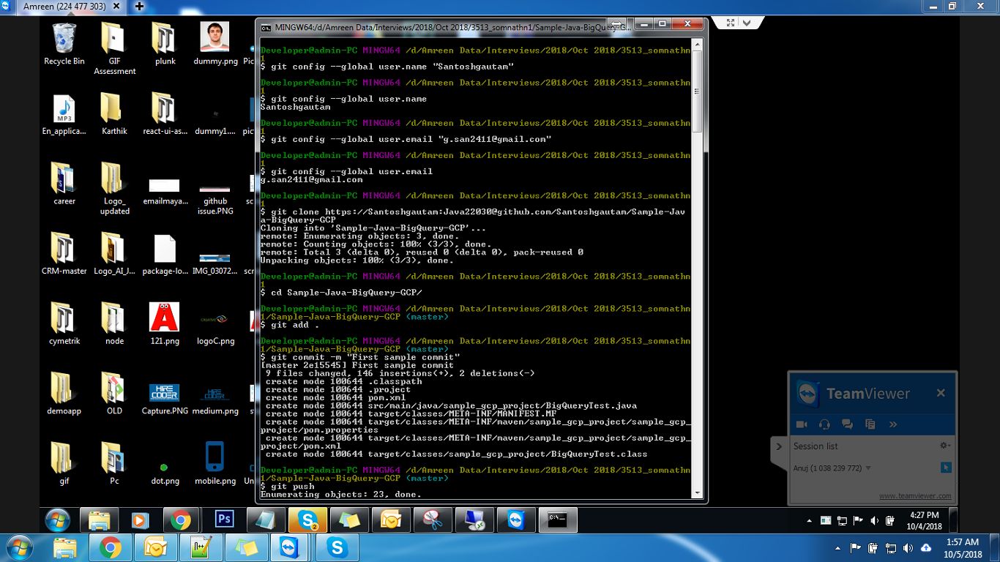 Amreen (224 477 303)
MINGW64:/d/Amreen Data/Interviews/2018/Oct 2018/3513_somnathn1/Sample-Java-BigQuery-G...
Recycle Bin
GIF Assessment
plunk
dummy.png
Pic
En_applica...
Karthik
react-ui-as...
dummy1....
pict
career
Logo_updated
emailmaya...
github issue.PNG
sc
CRM-master
Logo_AI_J...
package-lo...
IMG_03072...
scr
cymetrik
node
121.png
logoC.png
demoapp
OLD
Capture.PNG
medium.png
gif
Pc
dot.png
mobile.png
Un
MP3
HIRE CODER
Developer@admin-PC MINGW64 /d/Amreen Data/Interviews/2018/Oct 2018/3513_somnathn
1
$ git config --global user.name "Santoshgautam"
Developer@admin-PC MINGW64 /d/Amreen Data/Interviews/2018/Oct 2018/3513_somnathn
1
$ git config --global user.name
Santoshgautam
Developer@admin-PC MINGW64 /d/Amreen Data/Interviews/2018/Oct 2018/3513_somnathn
1
$ git config --global user.email "g.san2411@gmail.com"
Developer@admin-PC MINGW64 /d/Amreen Data/Interviews/2018/Oct 2018/3513_somnathn
1
$ git config --global user.email
g.san2411@gmail.com
Developer@admin-PC MINGW64 /d/Amreen Data/Interviews/2018/Oct 2018/3513_somnathn
1
$ git clone https://Santoshgautam:Java22030@github.com/Santoshgautam/Sample-Jav
a-BigQuery-GCP
Cloning into 'Sample-Java-BigQuery-GCP'...
remote: Enumerating objects: 3, done.
remote: Counting objects: 100% (3/3), done.
remote: Total 3 (delta 0), reused 0 (delta 0), pack-reused 0
Unpacking objects: 100% (3/3), done.
Developer@admin-PC MINGW64 /d/Amreen Data/Interviews/2018/Oct 2018/3513_somnathn
1
$ cd Sample-Java-BigQuery-GCP/
Developer@admin-PC MINGW64 /d/Amreen Data/Interviews/2018/Oct 2018/3513_somnathn
1/Sample-Java-BigQuery-GCP (master)
$ git add .
Developer@admin-PC MINGW64 /d/Amreen Data/Interviews/2018/Oct 2018/3513_somnathn
1/Sample-Java-BigQuery-GCP (master)
$ git commit -m "First sample commit"
[master 2e15545] First sample commit
9 files changed, 146 insertions(+), 2 deletions(-)
create mode 100644 .classpath
create mode 100644 .project
create mode 100644 pom.xml
create mode 100644 src/main/java/sample_gcp_project/BigQueryTest.java
create mode 100644 target/classes/META-INF/MANIFEST.MF
create mode 100644 target/classes/META-INF/maven/sample_gcp_project/sample_gcp_
project/pom.properties
create mode 100644 target/classes/META-INF/maven/sample_gcp_project/sample_gcp_
project/pom.xml
create mode 100644 target/classes/sample_gcp_project/BigQueryTest.class
Developer@admin-PC MINGW64 /d/Amreen Data/Interviews/2018/Oct 2018/3513_somnathn
1/Sample-Java-BigQuery-GCP (master)
$ git push
Enumerating objects: 23, done.
TeamViewer
Session list
Anuj (1 038 239 772)
www.teamviewer.com
Ps
2
C:\
4:27 PM
10/4/2018
1:57 AM
10/5/2018